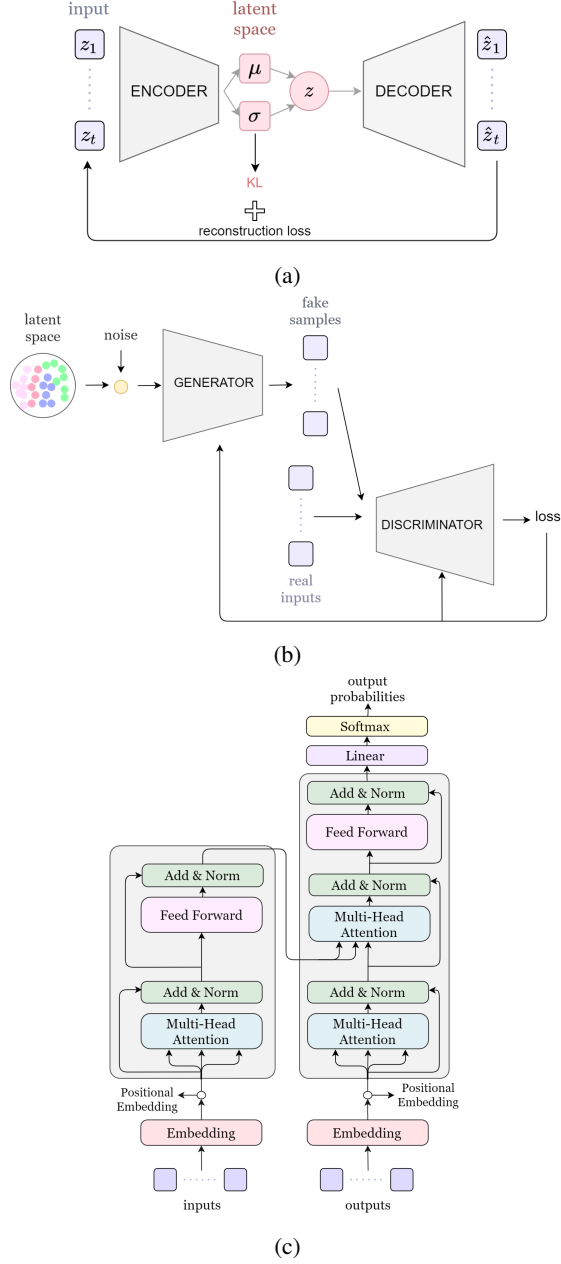 input
latent
space
z₁
μ
ẑ₁
ENCODER
z
DECODER
σ
z_t
ẑ_t
KL
reconstruction loss
(a)
fake
samples
latent
space
noise
GENERATOR
DISCRIMINATOR
loss
real
inputs
(b)
output
probabilities
Softmax
Linear
Add & Norm
Feed Forward
Add & Norm
Add & Norm
Feed Forward
Multi-Head
Attention
Add & Norm
Add & Norm
Multi-Head
Attention
Multi-Head
Attention
Positional
Embedding
Positional
Embedding
Embedding
Embedding
inputs
outputs
(c)